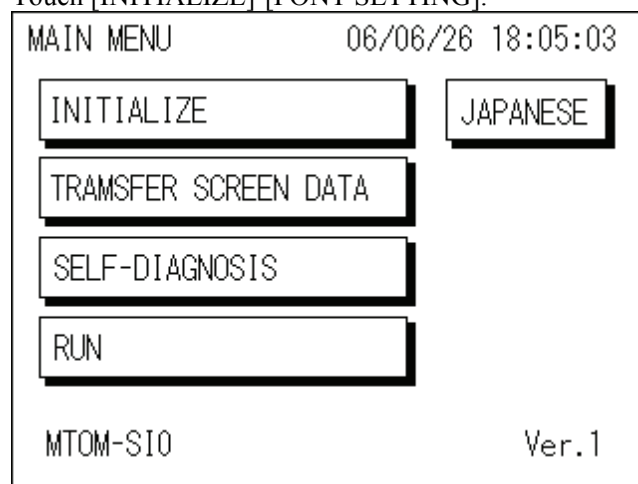 Touch [INITIALIZE]-[FONT SETTING].
MAIN MENU 06/06/26 18:05:03
INITIALIZE JAPANESE
TRAMSFER SCREEN DATA
SELF-DIAGNOSIS
RUN
MTOM-SIO Ver.1